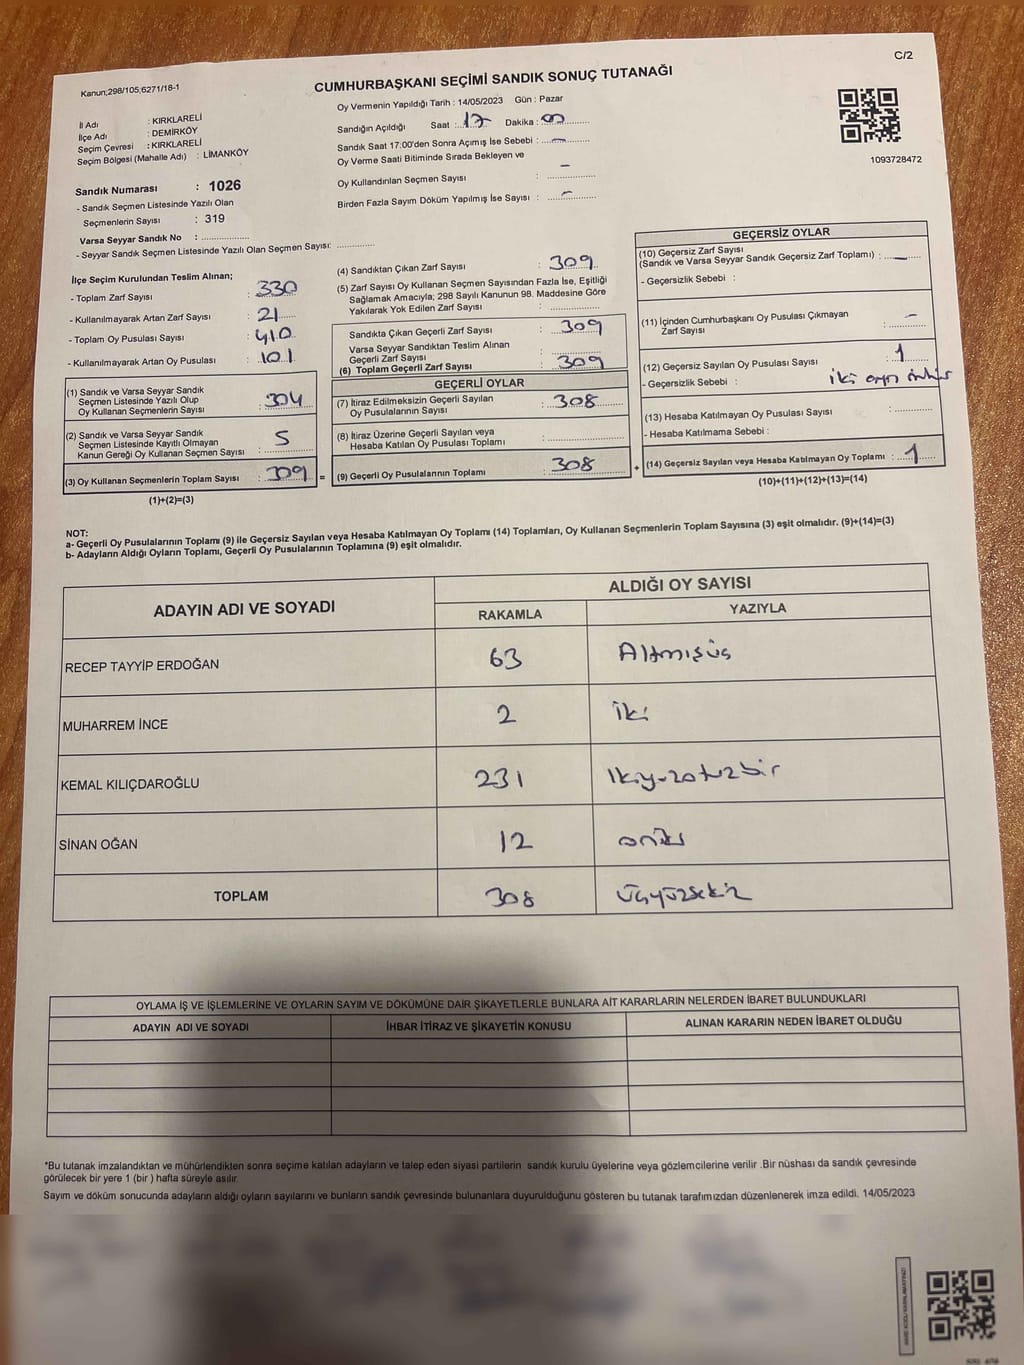 C/2
Kanun;298/105;6271/18-1
CUMHURBAŞKANI SEÇİMİ SANDIK SONUÇ TUTANAĞI
Oy Vermenin Yapıldığı Tarih : 14/05/2023 Gün : Pazar
İl Adı : KIRKLARELİ
İlçe Adı : DEMİRKÖY
Seçim Çevresi : KIRKLARELİ
Seçim Bölgesi (Mahalle Adı) : LİMANKÖY
Sandığın Açıldığı Saat : 17 Dakika : 00
Sandık Saat 17:00'den Sonra Açımış İse Sebebi : —
Oy Verme Saati Bitiminde Sırada Bekleyen ve
Oy Kullandırılan Seçmen Sayısı : —
Birden Fazla Sayım Döküm Yapılmış İse Sayısı : —
1093728472
Sandık Numarası : 1026
- Sandık Seçmen Listesinde Yazılı Olan
Seçmenlerin Sayısı : 319
Varsa Seyyar Sandık No :
- Seyyar Sandık Seçmen Listesinde Yazılı Olan Seçmen Sayısı:
İlçe Seçim Kurulundan Teslim Alınan;
- Toplam Zarf Sayısı : 330
- Kullanılmayarak Artan Zarf Sayısı : 21
- Toplam Oy Pusulası Sayısı : 410
- Kullanılmayarak Artan Oy Pusulası : 101
(1) Sandık ve Varsa Seyyar Sandık
Seçmen Listesinde Yazılı Olup
Oy Kullanan Seçmenlerin Sayısı : 304
(2) Sandık ve Varsa Seyyar Sandık
Seçmen Listesinde Kayıtlı Olmayan
Kanun Gereği Oy Kullanan Seçmen Sayısı : 5
(3) Oy Kullanan Seçmenlerin Toplam Sayısı : 309 =
(1)+(2)=(3)
(4) Sandıktan Çıkan Zarf Sayısı : 309
(5) Zarf Sayısı Oy Kullanan Seçmen Sayısından Fazla İse, Eşitliği
Sağlamak Amacıyla; 298 Sayılı Kanunun 98. Maddesine Göre
Yakılarak Yok Edilen Zarf Sayısı :
Sandıkta Çıkan Geçerli Zarf Sayısı : 309
Varsa Seyyar Sandıktan Teslim Alınan
Geçerli Zarf Sayısı :
(6) Toplam Geçerli Zarf Sayısı : 309
GEÇERLİ OYLAR
(7) İtiraz Edilmeksizin Geçerli Sayılan
Oy Pusulalarının Sayısı : 308
(8) İtiraz Üzerine Geçerli Sayılan veya
Hesaba Katılan Oy Pusulası Toplamı :
(9) Geçerli Oy Pusulalarının Toplamı : 308 +
GEÇERSİZ OYLAR
(10) Geçersiz Zarf Sayısı
(Sandık ve Varsa Seyyar Sandık Geçersiz Zarf Toplamı) : —
- Geçersizlik Sebebi :
(11) İçinden Cumhurbaşkanı Oy Pusulası Çıkmayan
Zarf Sayısı : —
(12) Geçersiz Sayılan Oy Pusulası Sayısı : 1
- Geçersizlik Sebebi : iki ayrı
(13) Hesaba Katılmayan Oy Pusulası Sayısı :
- Hesaba Katılmama Sebebi :
(14) Geçersiz Sayılan veya Hesaba Katılmayan Oy Toplamı : 1
(10)+(11)+(12)+(13)=(14)
NOT:
a- Geçerli Oy Pusulalarının Toplamı (9) ile Geçersiz Sayılan veya Hesaba Katılmayan Oy Toplamı (14) Toplamları, Oy Kullanan Seçmenlerin Toplam Sayısına (3) eşit olmalıdır. (9)+(14)=(3)
b- Adayların Aldığı Oyların Toplamı, Geçerli Oy Pusulalarının Toplamına (9) eşit olmalıdır.
ADAYIN ADI VE SOYADI
ALDIĞI OY SAYISI
RAKAMLA YAZIYLA
RECEP TAYYİP ERDOĞAN 63 Altmışüç
MUHARREM İNCE 2 İki
KEMAL KILIÇDAROĞLU 231 ikiyüzotuzbir
SİNAN OĞAN 12 oniki
TOPLAM 308 Üçyüzsekiz
OYLAMA İŞ VE İŞLEMLERİNE VE OYLARIN SAYIM VE DÖKÜMÜNE DAİR ŞİKAYETLERLE BUNLARA AİT KARARLARIN NELERDEN İBARET BULUNDUKLARI
ADAYIN ADI VE SOYADI İHBAR İTİRAZ VE ŞİKAYETİN KONUSU ALINAN KARARIN NEDEN İBARET OLDUĞU
*Bu tutanak imzalandıktan ve mühürlendikten sonra seçime katılan adayların ve talep eden siyasi partilerin sandık kurulu üyelerine veya gözlemcilerine verilir .Bir nüshası da sandık çevresinde
görülecek bir yere 1 (bir ) hafta süreyle asılır.
Sayım ve döküm sonucunda adayların aldığı oyların sayılarını ve bunların sandık çevresinde bulunanlara duyurulduğunu gösteren bu tutanak tarafımızdan düzenlenerek imza edildi. 14/05/2023